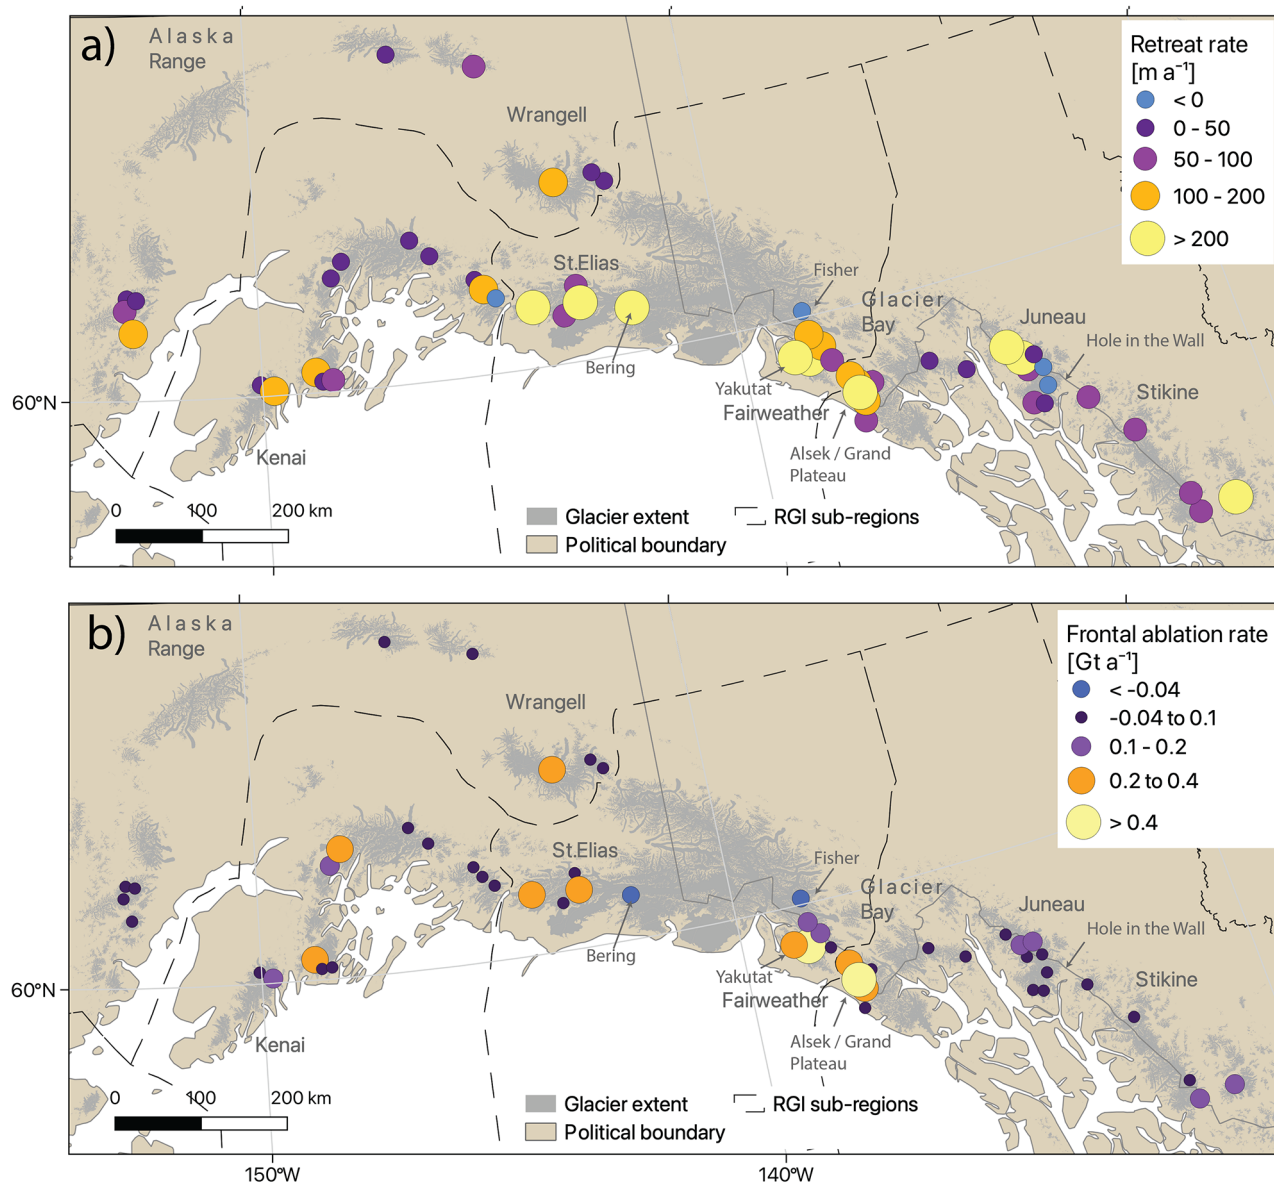 a)
Alaska
Range
Wrangell
St.Elias
Bering
Fisher
Glacier
Bay
Juneau
Hole in the Wall
Stikine
Yakutat
Fairweather
Alsek / Grand
Plateau
Kenai
60°N
0 100 200 km
Glacier extent
RGI sub-regions
Political boundary
Retreat rate
[m a⁻¹]
< 0
0 - 50
50 - 100
100 - 200
> 200
b)
Alaska
Range
Wrangell
St.Elias
Bering
Fisher
Glacier
Bay
Juneau
Hole in the Wall
Stikine
Yakutat
Fairweather
Alsek / Grand
Plateau
Kenai
60°N
0 100 200 km
Glacier extent
RGI sub-regions
Political boundary
Frontal ablation rate
[Gt a⁻¹]
< -0.04
-0.04 to 0.1
0.1 - 0.2
0.2 to 0.4
> 0.4
150°W
140°W